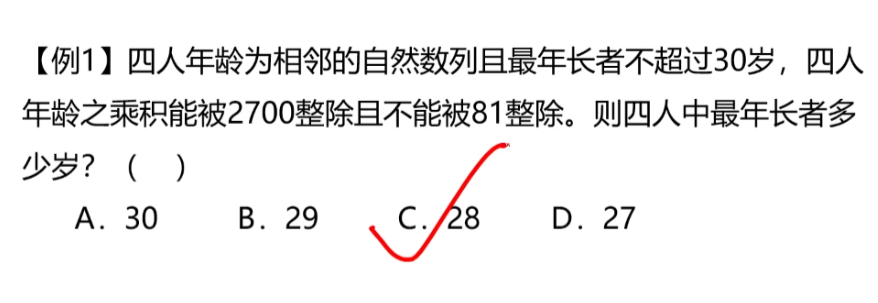 【例1】四人年龄为相邻的自然数列且最年长者不超过30岁，四人
年龄之乘积能被2700整除且不能被81整除。则四人中最年长者多
少岁？（ ）
A．30 B．29 C．28 D．27